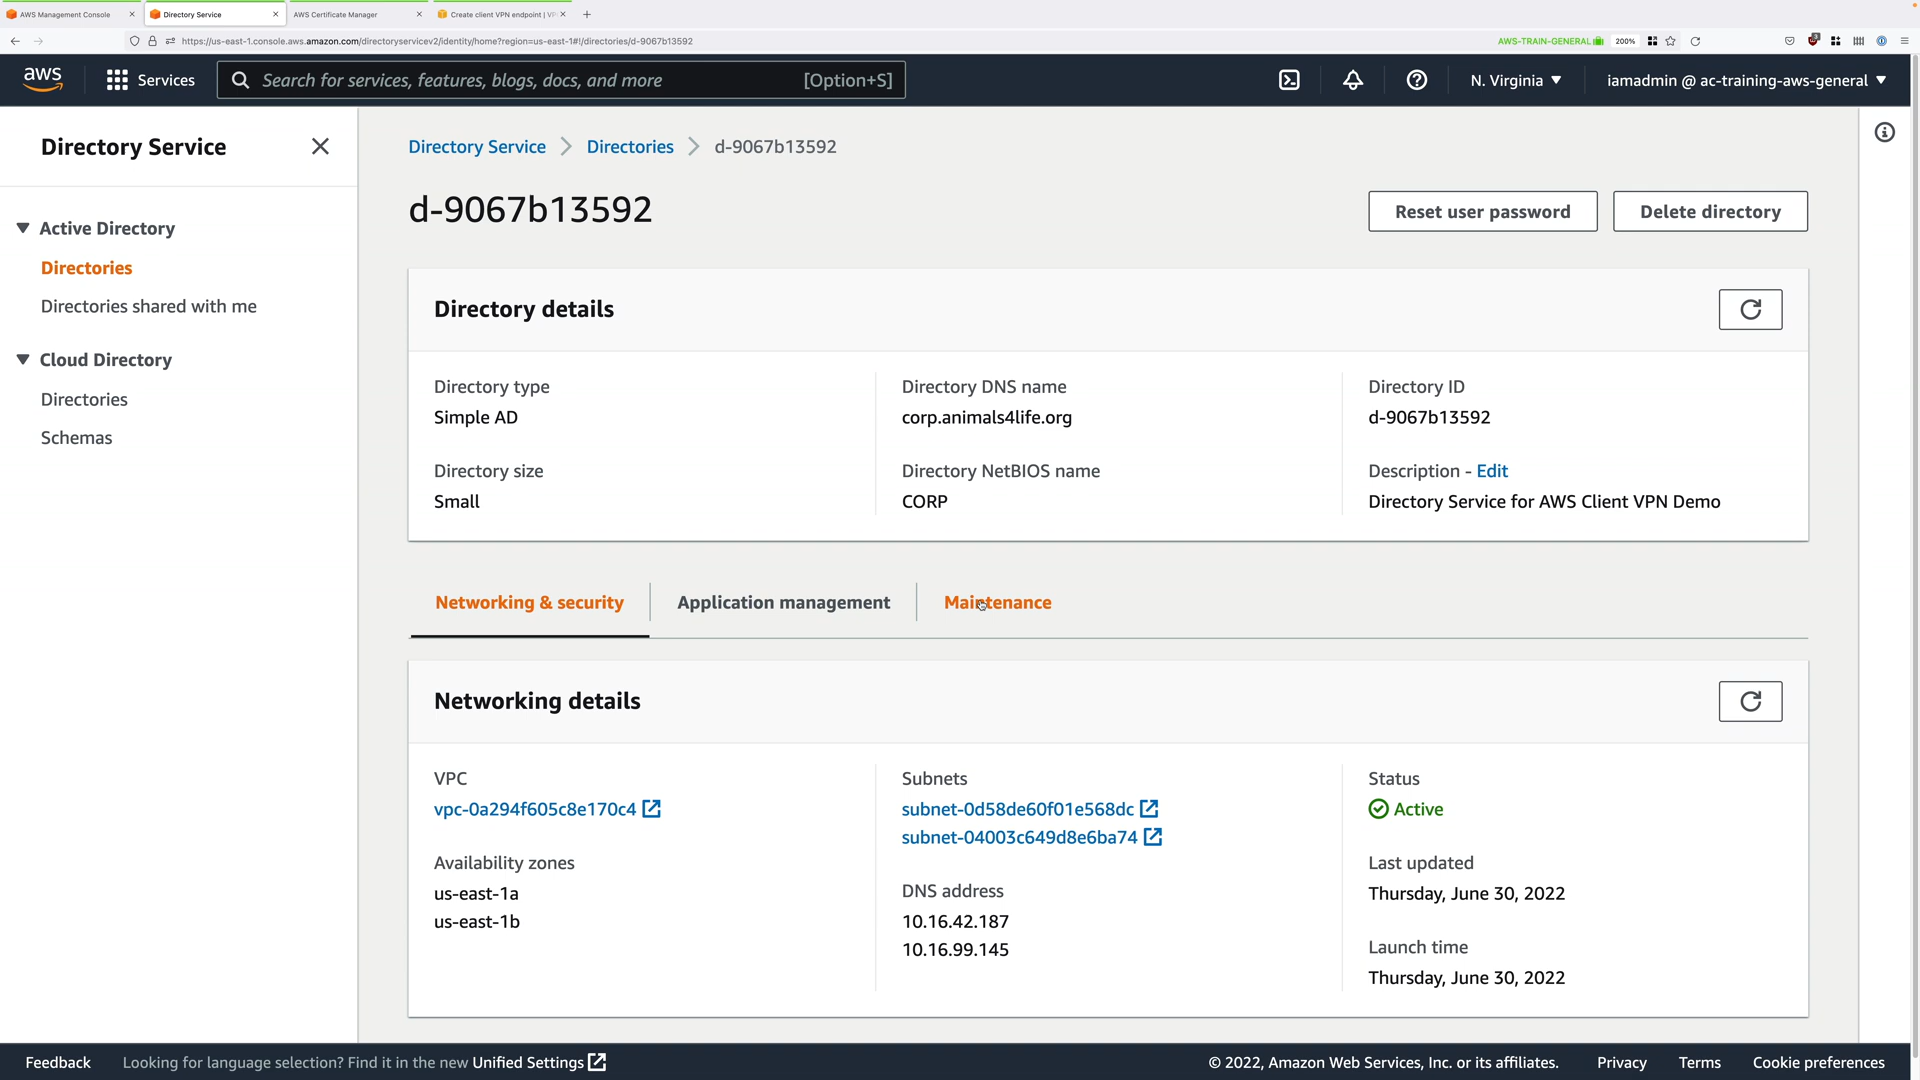 AWS Management Console
Directory Service
AWS Certificate Manager
Create client VPN endpoint | VP
https://us-east-1.console.aws.amazon.com/directoryservicev2/identity/home?region=us-east-1#!/directories/d-9067b13592
AWS-TRAIN-GENERAL
200%
aws
Services
Search for services, features, blogs, docs, and more
[Option+S]
N. Virginia
iamadmin @ ac-training-aws-general
Directory Service
Active Directory
Directories
Directories shared with me
Cloud Directory
Directories
Schemas
Directory Service
Directories
d-9067b13592
d-9067b13592
Reset user password
Delete directory
Directory details
Directory type
Simple AD
Directory DNS name
corp.animals4life.org
Directory ID
d-9067b13592
Directory size
Small
Directory NetBIOS name
CORP
Description - Edit
Directory Service for AWS Client VPN Demo
Networking & security
Application management
Maintenance
Networking details
VPC
vpc-0a294f605c8e170c4
Availability zones
us-east-1a
us-east-1b
Subnets
subnet-0d58de60f01e568dc
subnet-04003c649d8e6ba74
DNS address
10.16.42.187
10.16.99.145
Status
Active
Last updated
Thursday, June 30, 2022
Launch time
Thursday, June 30, 2022
Feedback
Looking for language selection? Find it in the new Unified Settings
© 2022, Amazon Web Services, Inc. or its affiliates.
Privacy
Terms
Cookie preferences